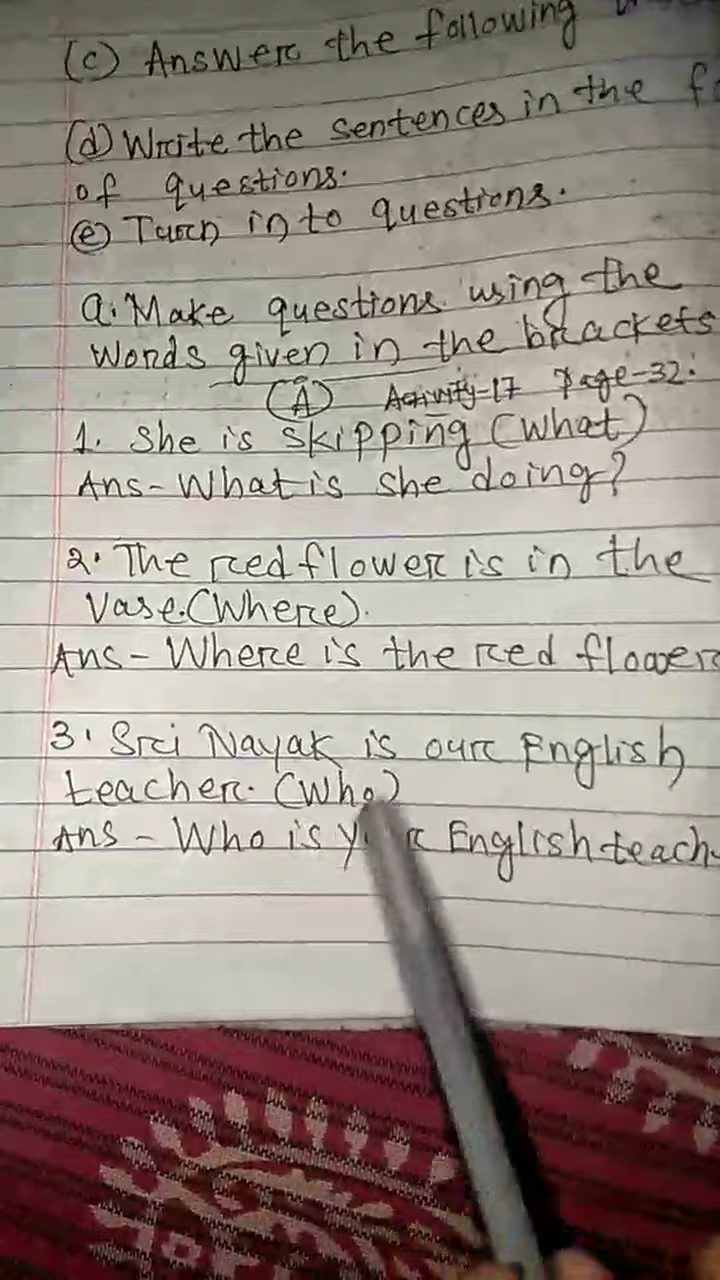 (c) Answer the following
(d) Write the sentences in the
of questions.
(e) Turn in to questions.
a. Make questions using the
words given in the brackets
(A) Activity-17 Page-32.
1. She is skipping (What)
Ans- What is she doing?
2. The red flower is in the
Vase. (Where).
Ans- Where is the red flower
3. Sri Nayak is our English
teacher. (Who)
Ans - Who is English teach